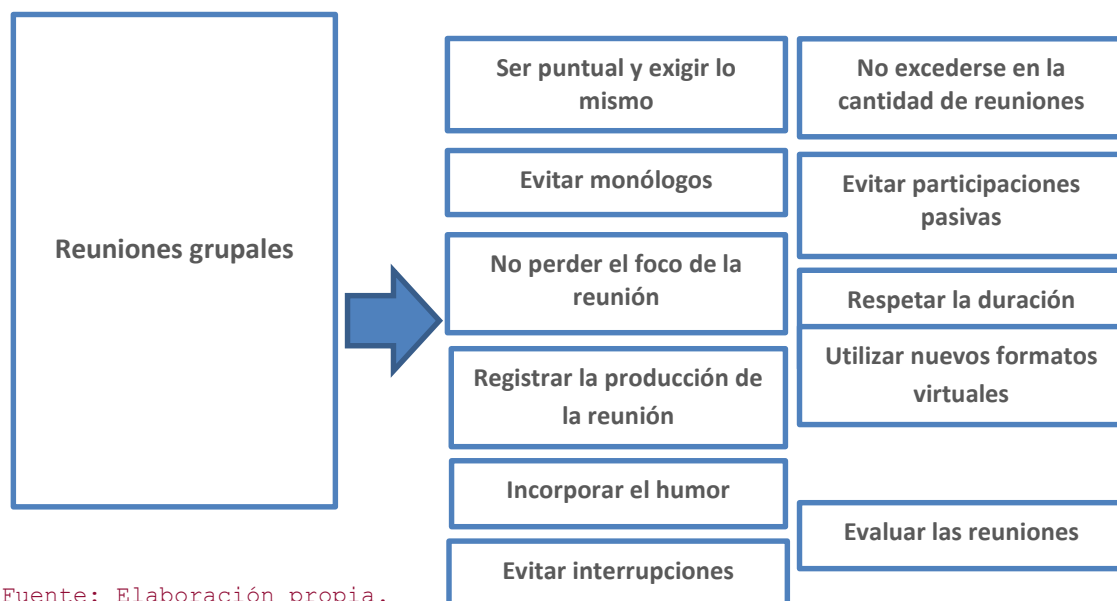 Reuniones grupales
Ser puntual y exigir lo
mismo
Evitar monólogos
No perder el foco de la
reunión
Registrar la producción de
la reunión
Incorporar el humor
Evitar interrupciones
No excederse en la
cantidad de reuniones
Evitar participaciones
pasivas
Respetar la duración
Utilizar nuevos formatos
virtuales
Evaluar las reuniones
Fuente: Elaboración propia.